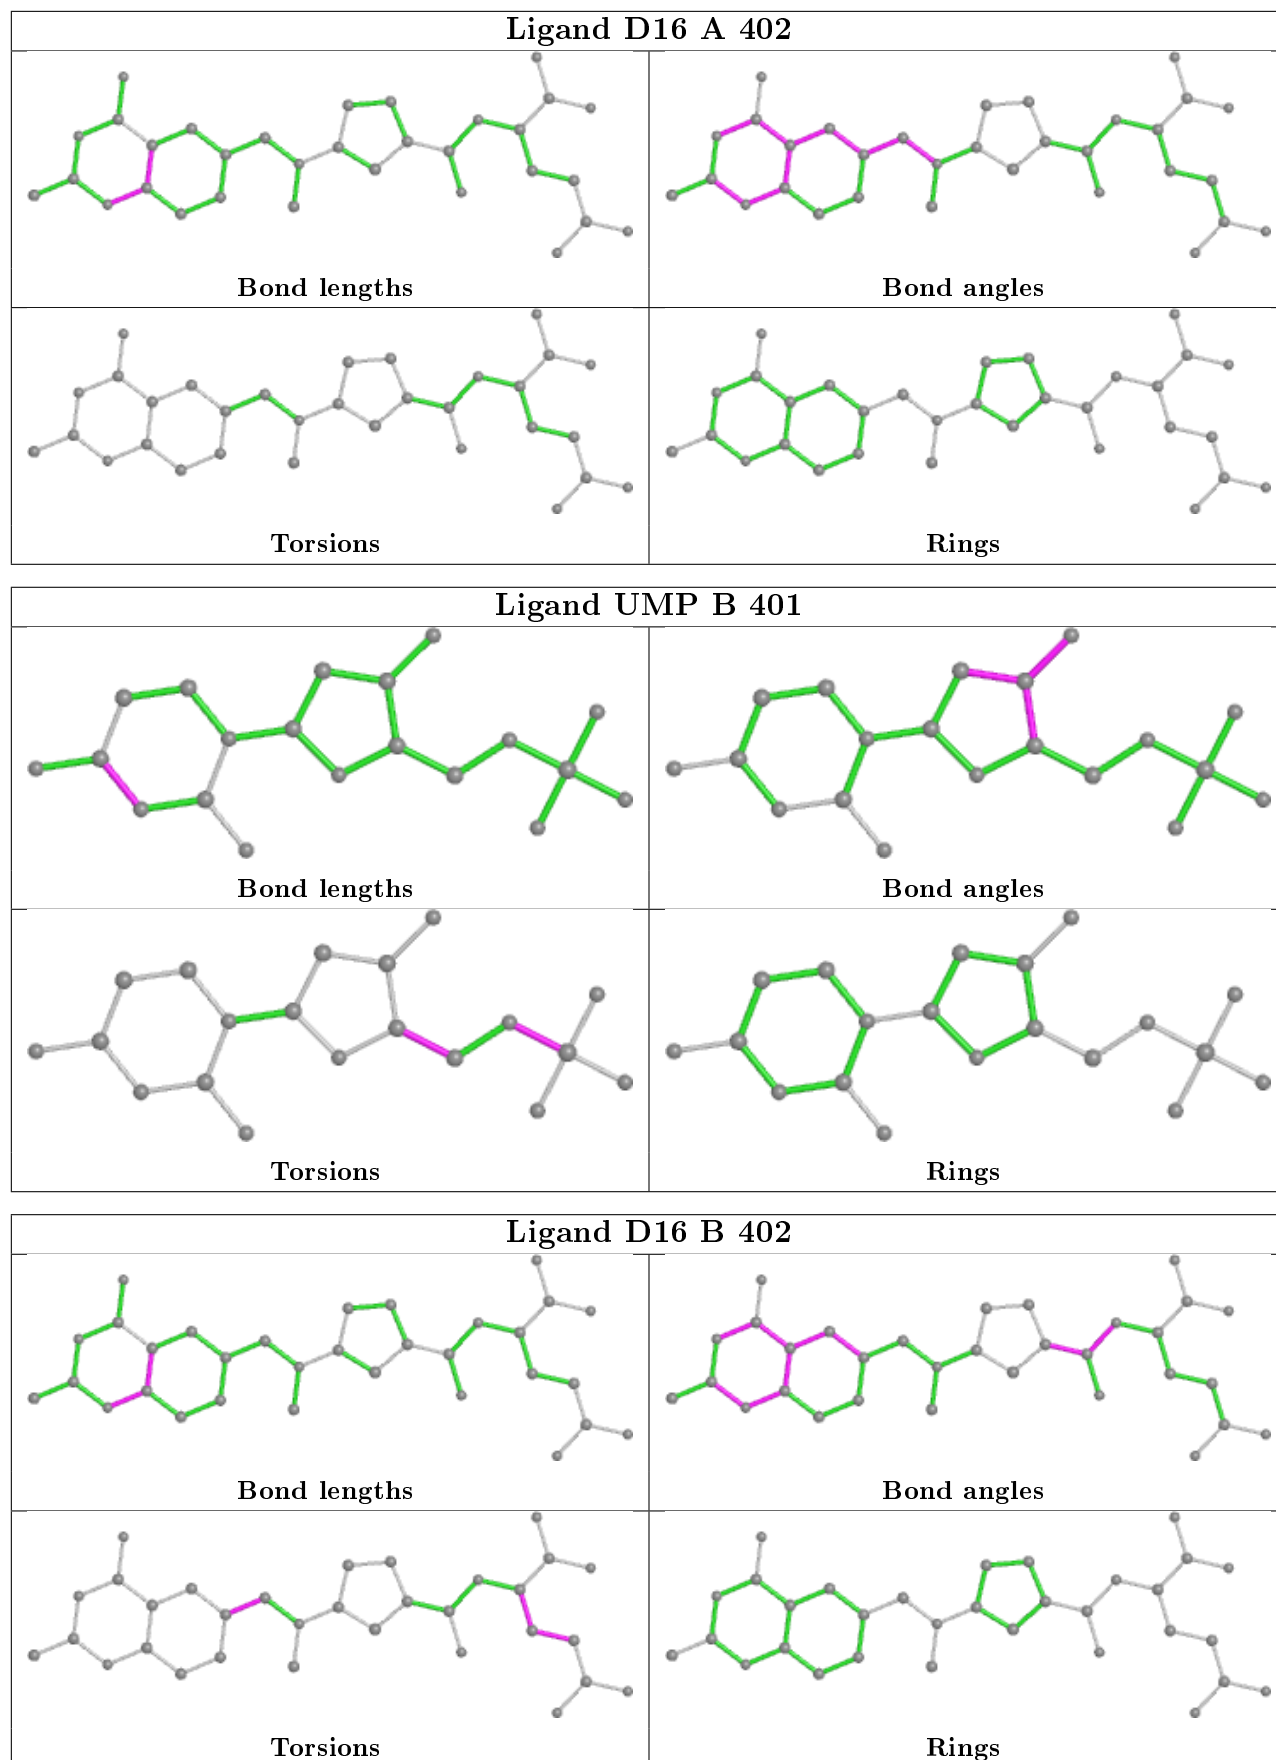 Ligand D16 A 402
Bond lengths
Bond angles
Torsions
Rings
Ligand UMP B 401
Bond lengths
Bond angles
Torsions
Rings
Ligand D16 B 402
Bond lengths
Bond angles
Torsions
Rings